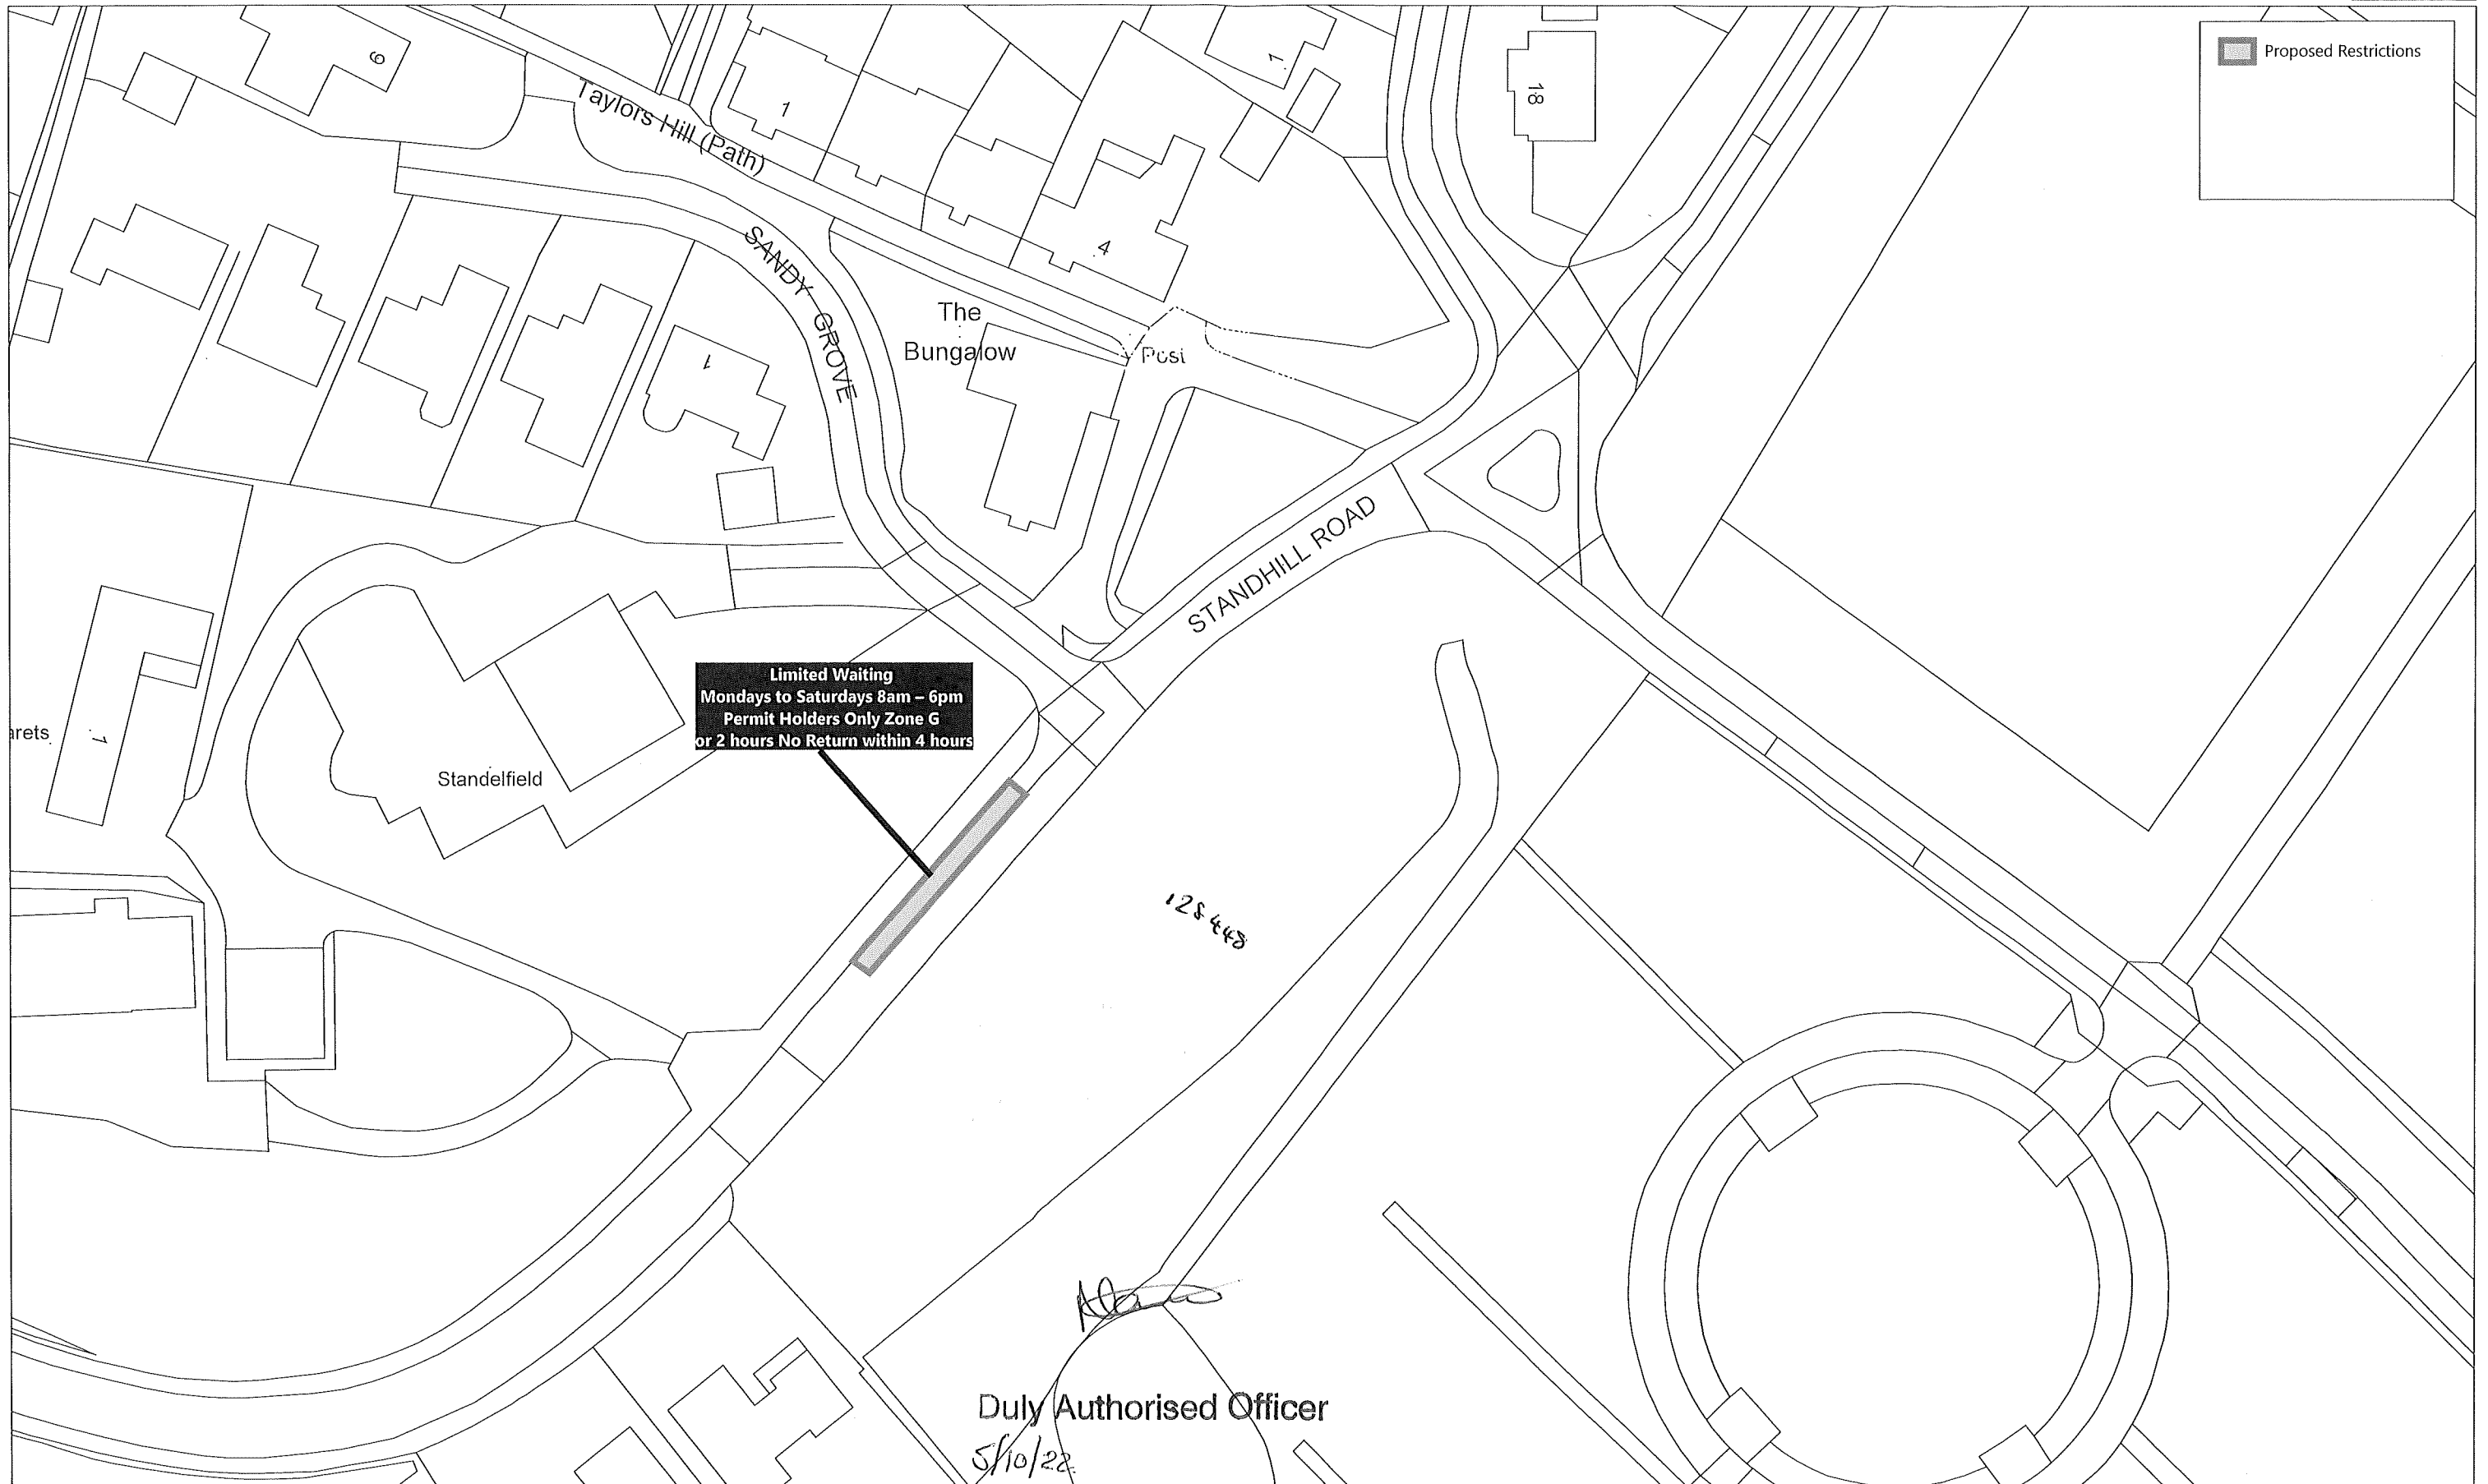 Proposed Restrictions
6
Taylors Hill (Path)
1
1
18
4
SANDY GROVE
The
Bungalow
Post
1
STANDHILL ROAD
Limited Waiting
Mondays to Saturdays 8am – 6pm
Permit Holders Only Zone G
or 2 hours No Return within 4 hours
arets
1
Standelfield
128448
Duly Authorised Officer
5/10/22